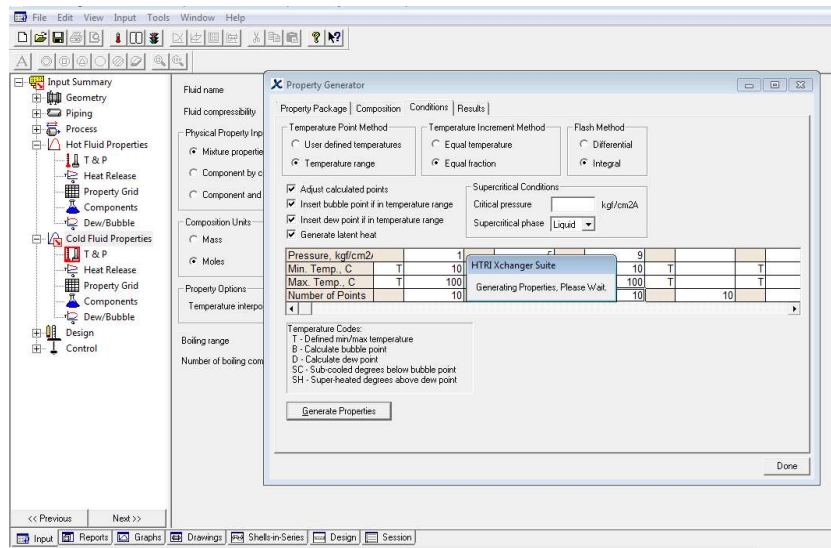 File Edit View Input Tools Window Help
Input Summary
Geometry
Piping
Process
Hot Fluid Properties
T & P
Heat Release
Property Grid
Components
Dew/Bubble
Cold Fluid Properties
T & P
Heat Release
Property Grid
Components
Dew/Bubble
Design
Control
<< Previous Next >>
Fluid name
Fluid compressibility
Physical Property Inp
Mixture propertie
Component by c
Component and
Composition Units
Mass
Moles
Property Options
Temperature interpo
Boiling range
Number of boiling com
Property Generator
Property Package Composition Conditions Results
Temperature Point Method
User defined temperatures
Temperature range
Temperature Increment Method
Equal temperature
Equal fraction
Flash Method
Differential
Integral
Adjust calculated points
Insert bubble point if in temperature range
Insert dew point if in temperature range
Generate latent heat
Supercritical Conditions
Critical pressure kgf/cm2A
Supercritical phase Liquid
Pressure, kgf/cm2/ 1 9
Min. Temp., C T 10 10 T T
Max. Temp., C T 100 100 T T
Number of Points 10 10 10
HTRI Xchanger Suite
Generating Properties, Please Wait.
Temperature Codes:
T - Defined min/max temperature
B - Calculate bubble point
D - Calculate dew point
SC - Sub-cooled degrees below bubble point
SH - Super-heated degrees above dew point
Generate Properties
Done
Input Reports Graphs Drawings Shells-in-Series Design Session